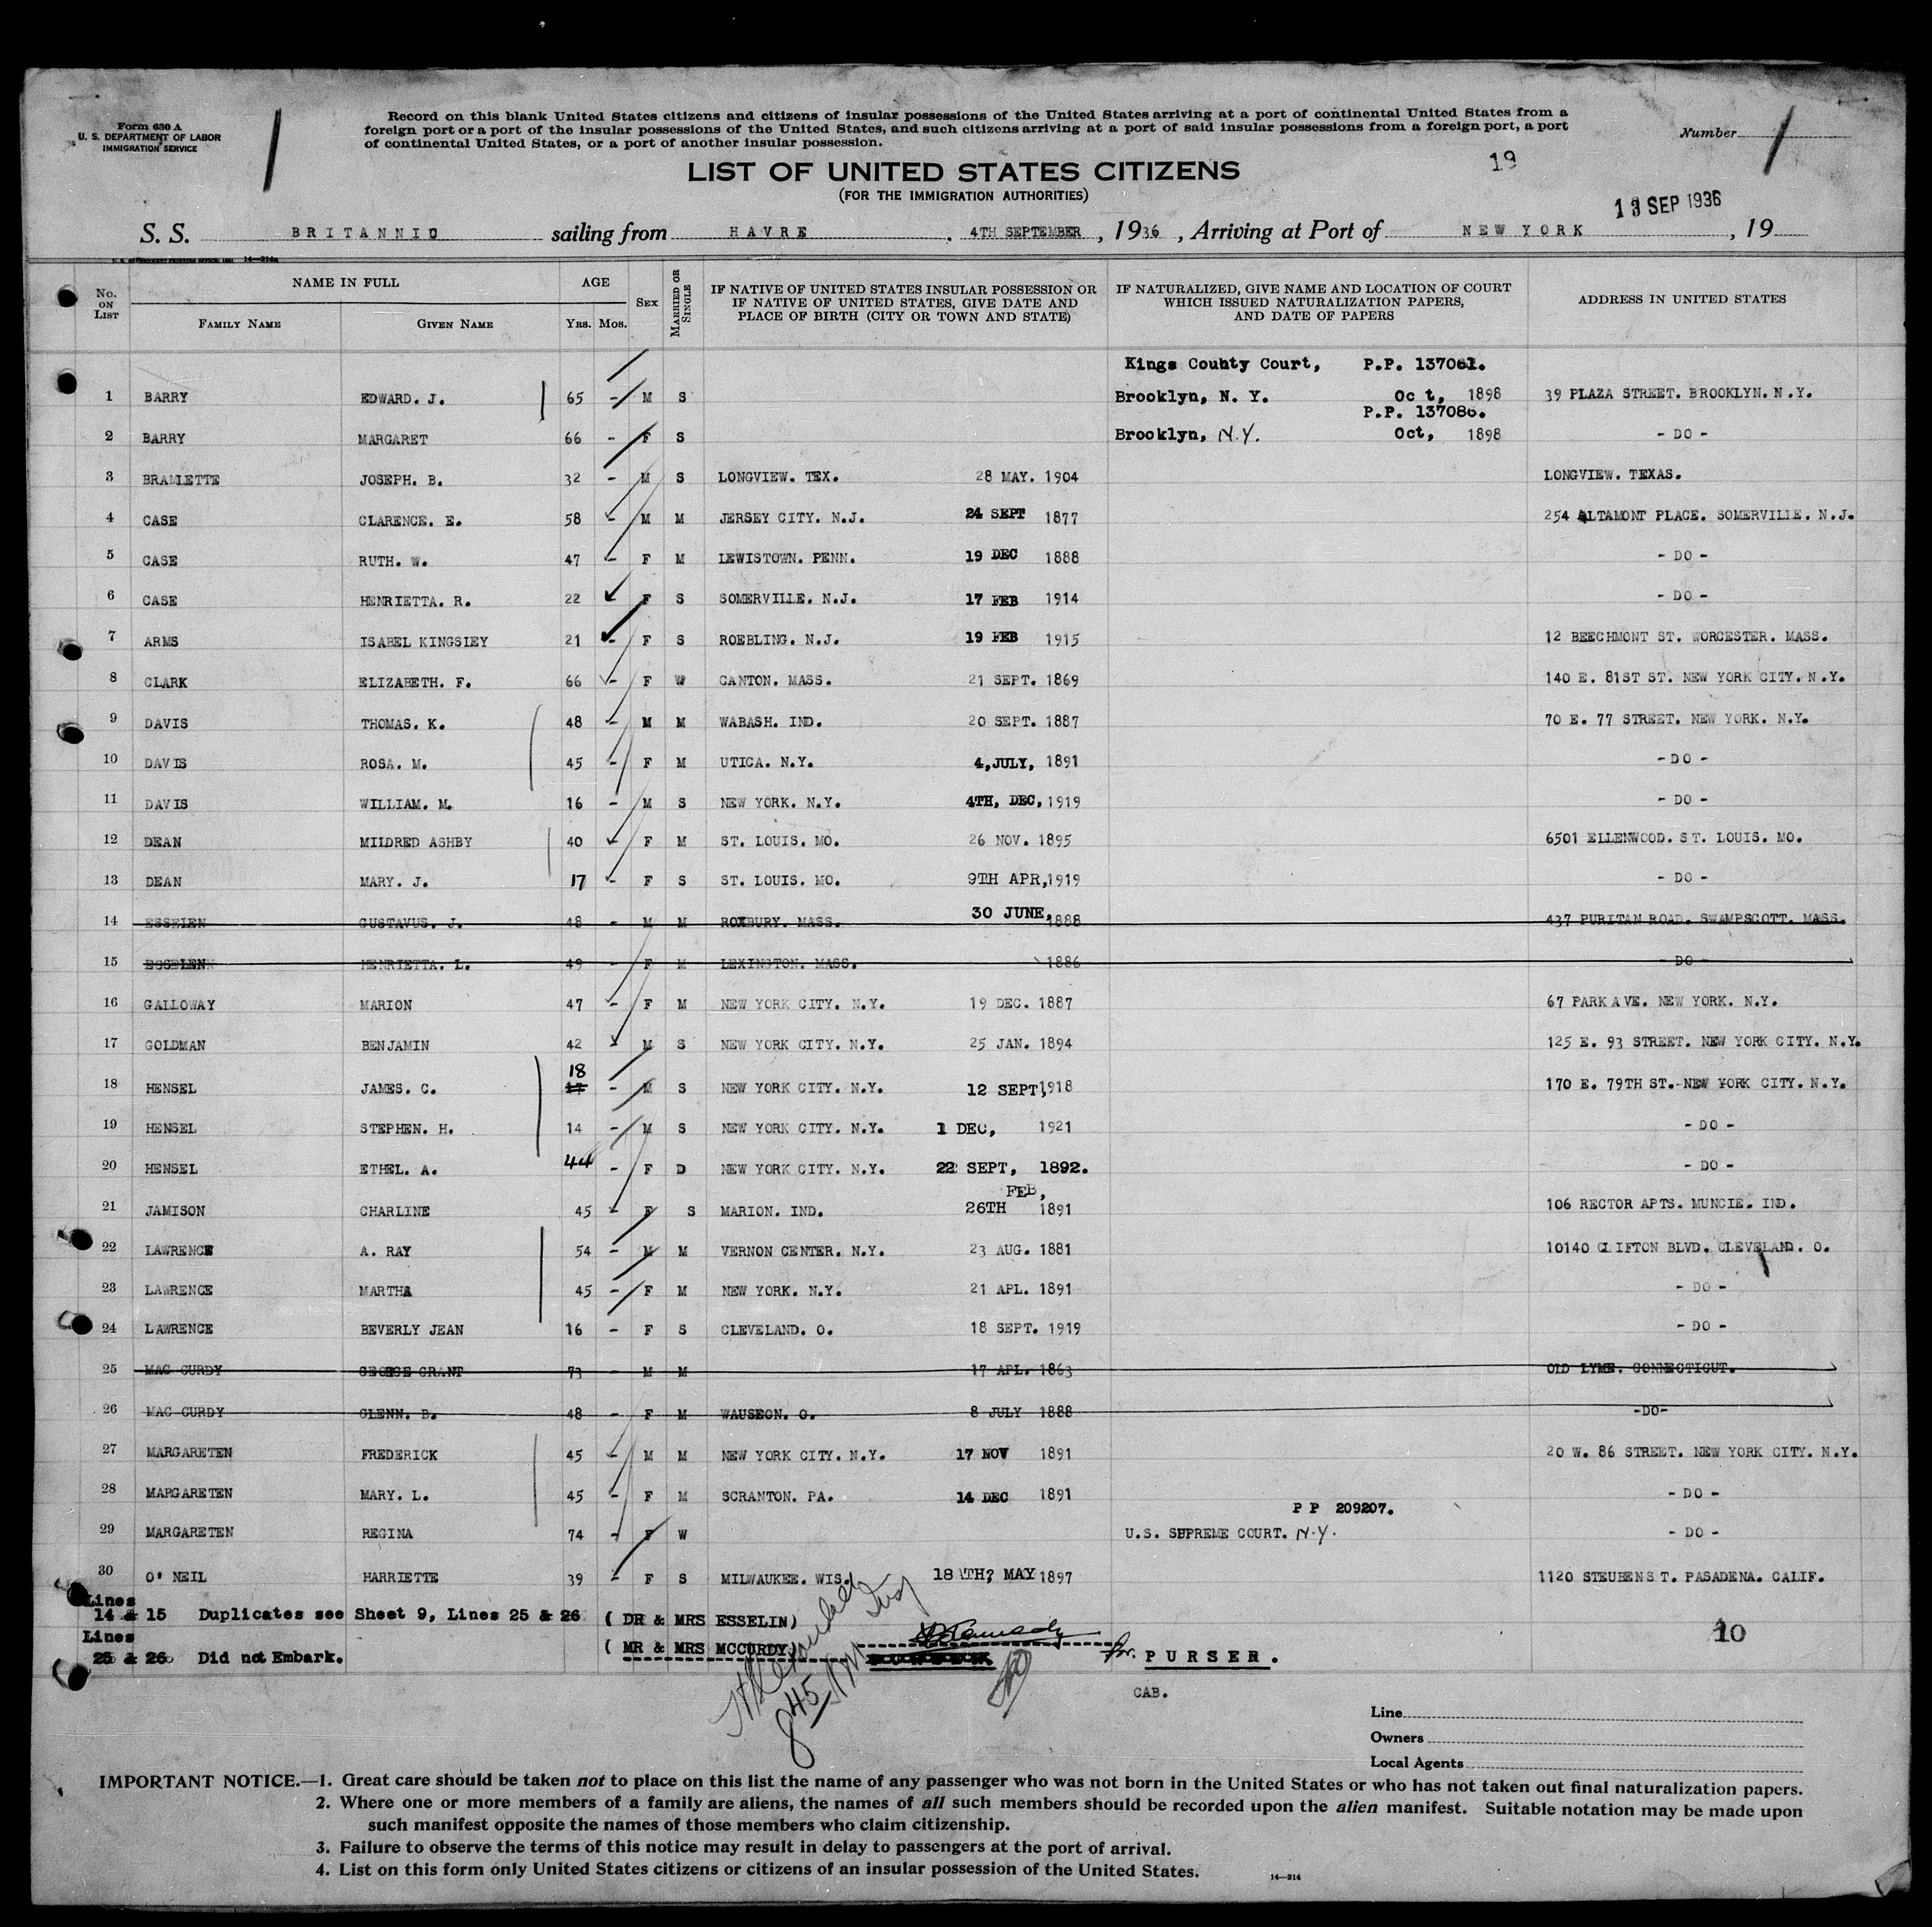 Form 630 A
U. S. DEPARTMENT OF LABOR
IMMIGRATION SERVICE
Record on this blank United States citizens and citizens of insular possessions of the United States arriving at a port of continental United States from a
foreign port or a port of the insular possessions of the United States, and such citizens arriving at a port of said insular possessions from a foreign port, a port
of continental United States, or a port of another insular possession.
Number 1
19
LIST OF UNITED STATES CITIZENS
(FOR THE IMMIGRATION AUTHORITIES)
13 SEP 1936
S. S. BRITANNIC sailing from HAVRE, 4TH SEPTEMBER, 1936, Arriving at Port of NEW YORK, 19
No. ON LIST NAME IN FULL AGE SEX MARRIED OR SINGLE IF NATIVE OF UNITED STATES INSULAR POSSESSION OR IF NATIVE OF UNITED STATES, GIVE DATE AND PLACE OF BIRTH (CITY OR TOWN AND STATE) IF NATURALIZED, GIVE NAME AND LOCATION OF COURT WHICH ISSUED NATURALIZATION PAPERS, AND DATE OF PAPERS ADDRESS IN UNITED STATES
FAMILY NAME GIVEN NAME YRS. MOS.
Kings County Court, P.P. 137061.
1 BARRY EDWARD. J. 65 - M S Brooklyn, N. Y. Oct, 1898 39 PLAZA STREET. BROOKLYN. N.Y.
P.P. 137086.
2 BARRY MARGARET 66 - F S Brooklyn, N.Y. Oct, 1898 - DO -
3 BRAMLETTE JOSEPH. B. 32 - M S LONGVIEW. TEX. 28 MAY. 1904 LONGVIEW. TEXAS.
4 CASE CLARENCE. E. 58 - M M JERSEY CITY. N.J. 24 SEPT 1877 254 ALTAMONT PLACE. SOMERVILLE. N.J.
5 CASE RUTH. W. 47 - F M LEWISTOWN. PENN. 19 DEC 1888 - DO -
6 CASE HENRIETTA. R. 22 F S SOMERVILLE. N.J. 17 FEB 1914 - DO -
7 ARMS ISABEL KINGSLEY 21 - F S ROEBLING. N.J. 19 FEB 1915 12 BEECHMONT ST. WORCESTER. MASS.
8 CLARK ELIZABETH. F. 66 - F W CANTON. MASS. 21 SEPT. 1869 140 E. 81ST ST. NEW YORK CITY. N.Y.
9 DAVIS THOMAS. K. 48 - M M WABASH. IND. 20 SEPT. 1887 70 E. 77 STREET. NEW YORK. N.Y.
10 DAVIS ROSA. M. 45 - F M UTICA. N.Y. 4,JULY, 1891 - DO -
11 DAVIS WILLIAM. M. 16 - M S NEW YORK. N.Y. 4TH, DEC, 1919 - DO -
12 DEAN MILDRED ASHBY 40 - F M ST. LOUIS. MO. 26 NOV. 1895 6501 ELLENWOOD. ST. LOUIS. MO.
13 DEAN MARY. J. 17 - F S ST. LOUIS. MO. 9TH APR,1919 - DO -
14 ESSELEN GUSTAVUS. J. 48 - M M ROXBURY. MASS. 30 JUNE, 1888 437 PURITAN ROAD. SWAMPSCOTT. MASS.
15 ESSELENN HENRIETTA. L. 49 - F M LEXINGTON. MASS. 1886 DO
16 GALLOWAY MARION 47 - F M NEW YORK CITY. N.Y. 19 DEC. 1887 67 PARK AVE. NEW YORK. N.Y.
17 GOLDMAN BENJAMIN 42 M S NEW YORK CITY. N.Y. 25 JAN. 1894 125 E. 93 STREET. NEW YORK CITY. N.Y.
18 HENSEL JAMES. C. 18 - M S NEW YORK CITY. N.Y. 12 SEPT, 1918 170 E. 79TH ST. NEW YORK CITY. N.Y.
19 HENSEL STEPHEN. H. 14 - M S NEW YORK CITY. N.Y. 1 DEC, 1921 - DO -
20 HENSEL ETHEL. A. 44 - F D NEW YORK CITY. N.Y. 22 SEPT, 1892. - DO -
21 JAMISON CHARLINE 45 - F S MARION. IND. 26TH FEB, 1891 106 RECTOR APTS. MUNCIE. IND.
22 LAWRENCE A. RAY 54 - M M VERNON CENTER. N.Y. 23 AUG. 1881 10140 CLIFTON BLVD. CLEVELAND. O.
23 LAWRENCE MARTHA 45 - F M NEW YORK. N.Y. 21 APL. 1891 - DO -
24 LAWRENCE BEVERLY JEAN 16 - F S CLEVELAND. O. 18 SEPT. 1919 - DO -
25 MAC CURDY GEORGE GRANT 73 - M M 17 APL. 1863 OLD LYME. CONNECTICUT.
26 MAC CURDY GLENN. B. 48 - F M WAUSEON. O. 8 JULY 1888 -DO-
27 MARGARETEN FREDERICK 45 - M M NEW YORK CITY. N.Y. 17 NOV 1891 20 W. 86 STREET. NEW YORK CITY. N.Y.
28 MARGARETEN MARY. L. 45 - F M SCRANTON. PA. 14 DEC 1891 - DO -
P P 209207.
29 MARGARETEN REGINA 74 - F W U.S. SUPREME COURT. N.Y. - DO -
30 O' NEIL HARRIETTE 39 - F S MILWAUKEE. WIS. 18 TH? MAY 1897 1120 STEUBEN ST. PASADENA. CALIF.
Lines
14 & 15 Duplicates see Sheet 9, Lines 25 & 26 ( DR & MRS ESSELIN)
Lines
25 & 26 Did not Embark. ( MR & MRS MCCURDY)
for PURSER.
10
CAB.
845 AM
Line
Owners
Local Agents
IMPORTANT NOTICE.—1. Great care should be taken not to place on this list the name of any passenger who was not born in the United States or who has not taken out final naturalization papers.
2. Where one or more members of a family are aliens, the names of all such members should be recorded upon the alien manifest. Suitable notation may be made upon
such manifest opposite the names of those members who claim citizenship.
3. Failure to observe the terms of this notice may result in delay to passengers at the port of arrival.
4. List on this form only United States citizens or citizens of an insular possession of the United States.
14—214